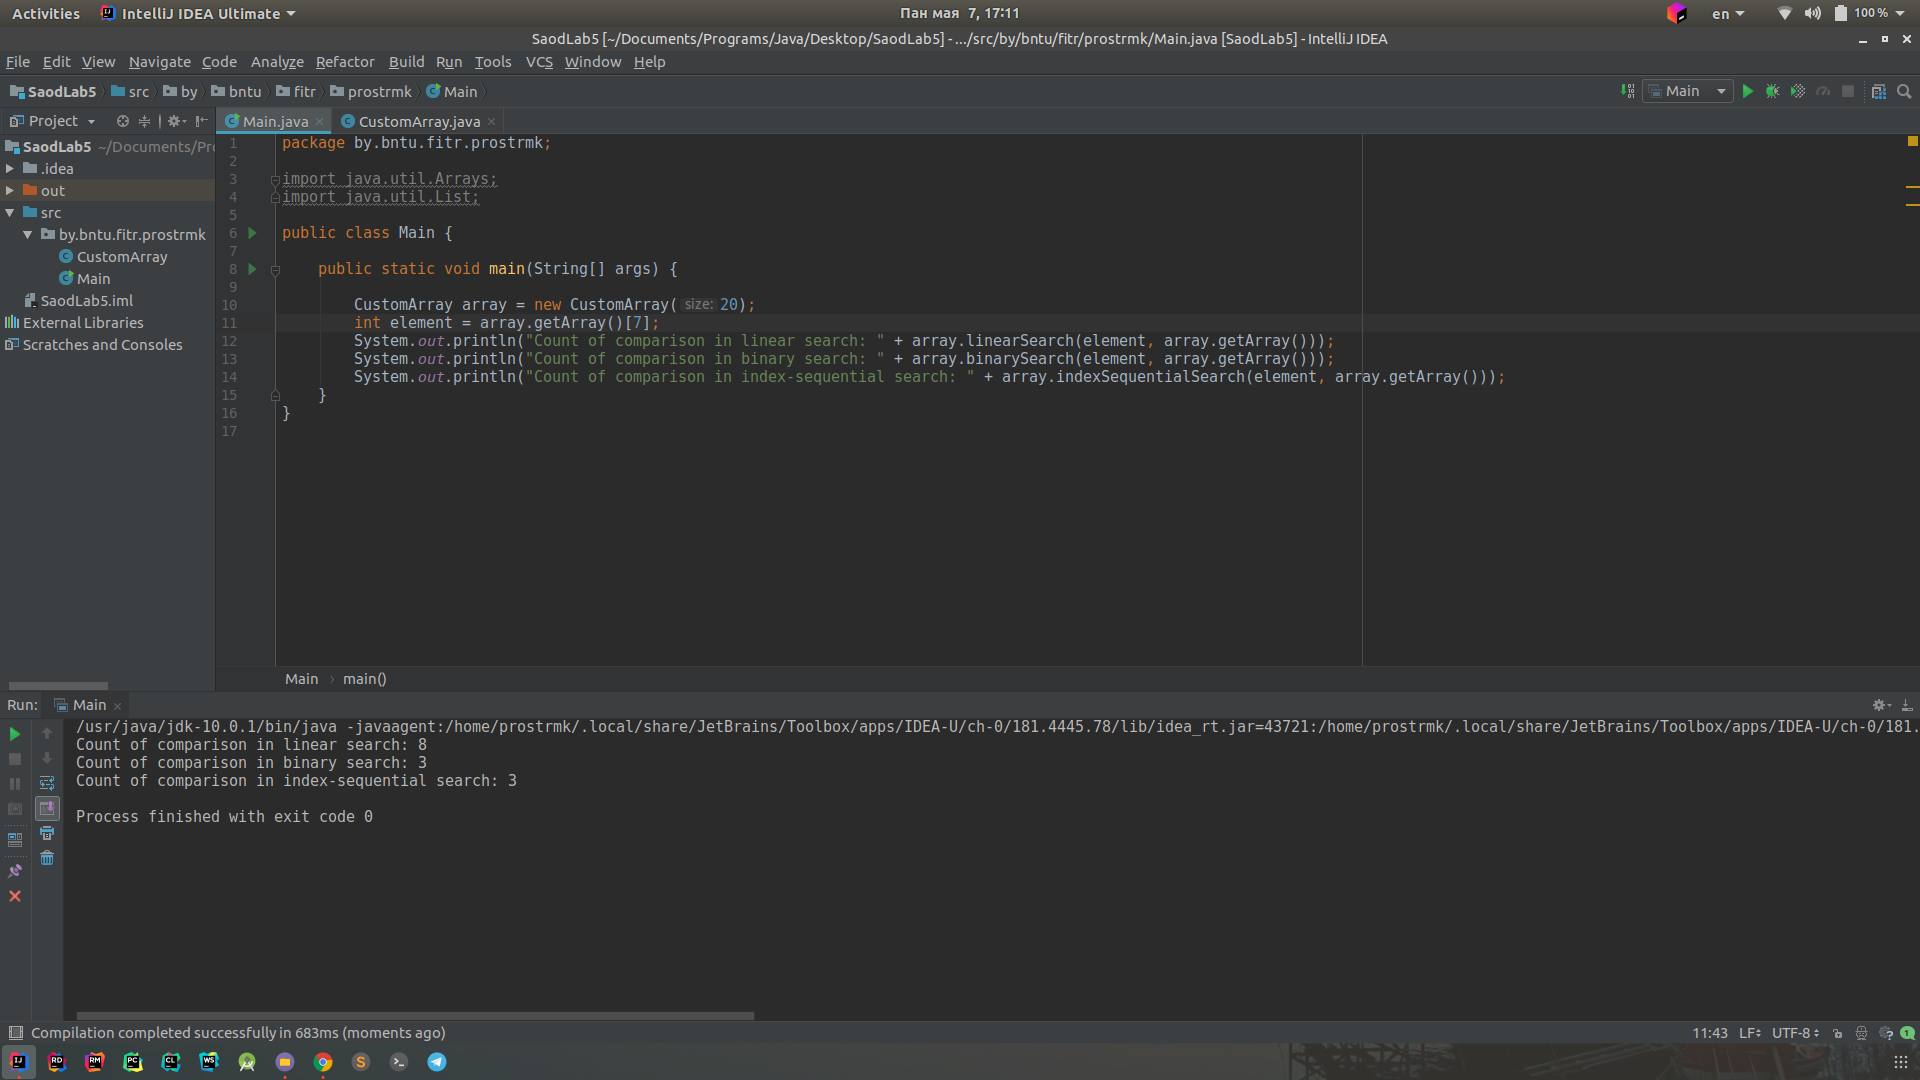 Activities IntelliJ IDEA Ultimate Пан мая 7, 17:11 en 100 %
SaodLab5 [~/Documents/Programs/Java/Desktop/SaodLab5] - .../src/by/bntu/fitr/prostrmk/Main.java [SaodLab5] - IntelliJ IDEA
File Edit View Navigate Code Analyze Refactor Build Run Tools VCS Window Help
SaodLab5 src by bntu fitr prostrmk Main Main
Project Main.java CustomArray.java
SaodLab5 ~/Documents/Pr
.idea
out
src
by.bntu.fitr.prostrmk
CustomArray
Main
SaodLab5.iml
External Libraries
Scratches and Consoles
1 package by.bntu.fitr.prostrmk;
2
3 import java.util.Arrays;
4 import java.util.List;
5
6 public class Main {
7
8 public static void main(String[] args) {
9
10 CustomArray array = new CustomArray( size: 20);
11 int element = array.getArray()[7];
12 System.out.println("Count of comparison in linear search: " + array.linearSearch(element, array.getArray()));
13 System.out.println("Count of comparison in binary search: " + array.binarySearch(element, array.getArray()));
14 System.out.println("Count of comparison in index-sequential search: " + array.indexSequentialSearch(element, array.getArray()));
15 }
16 }
17
Main main()
Run: Main
/usr/java/jdk-10.0.1/bin/java -javaagent:/home/prostrmk/.local/share/JetBrains/Toolbox/apps/IDEA-U/ch-0/181.4445.78/lib/idea_rt.jar=43721:/home/prostrmk/.local/share/JetBrains/Toolbox/apps/IDEA-U/ch-0/181.
Count of comparison in linear search: 8
Count of comparison in binary search: 3
Count of comparison in index-sequential search: 3
Process finished with exit code 0
Compilation completed successfully in 683ms (moments ago) 11:43 LF UTF-8 1
IJ RD RM PC CL WS S